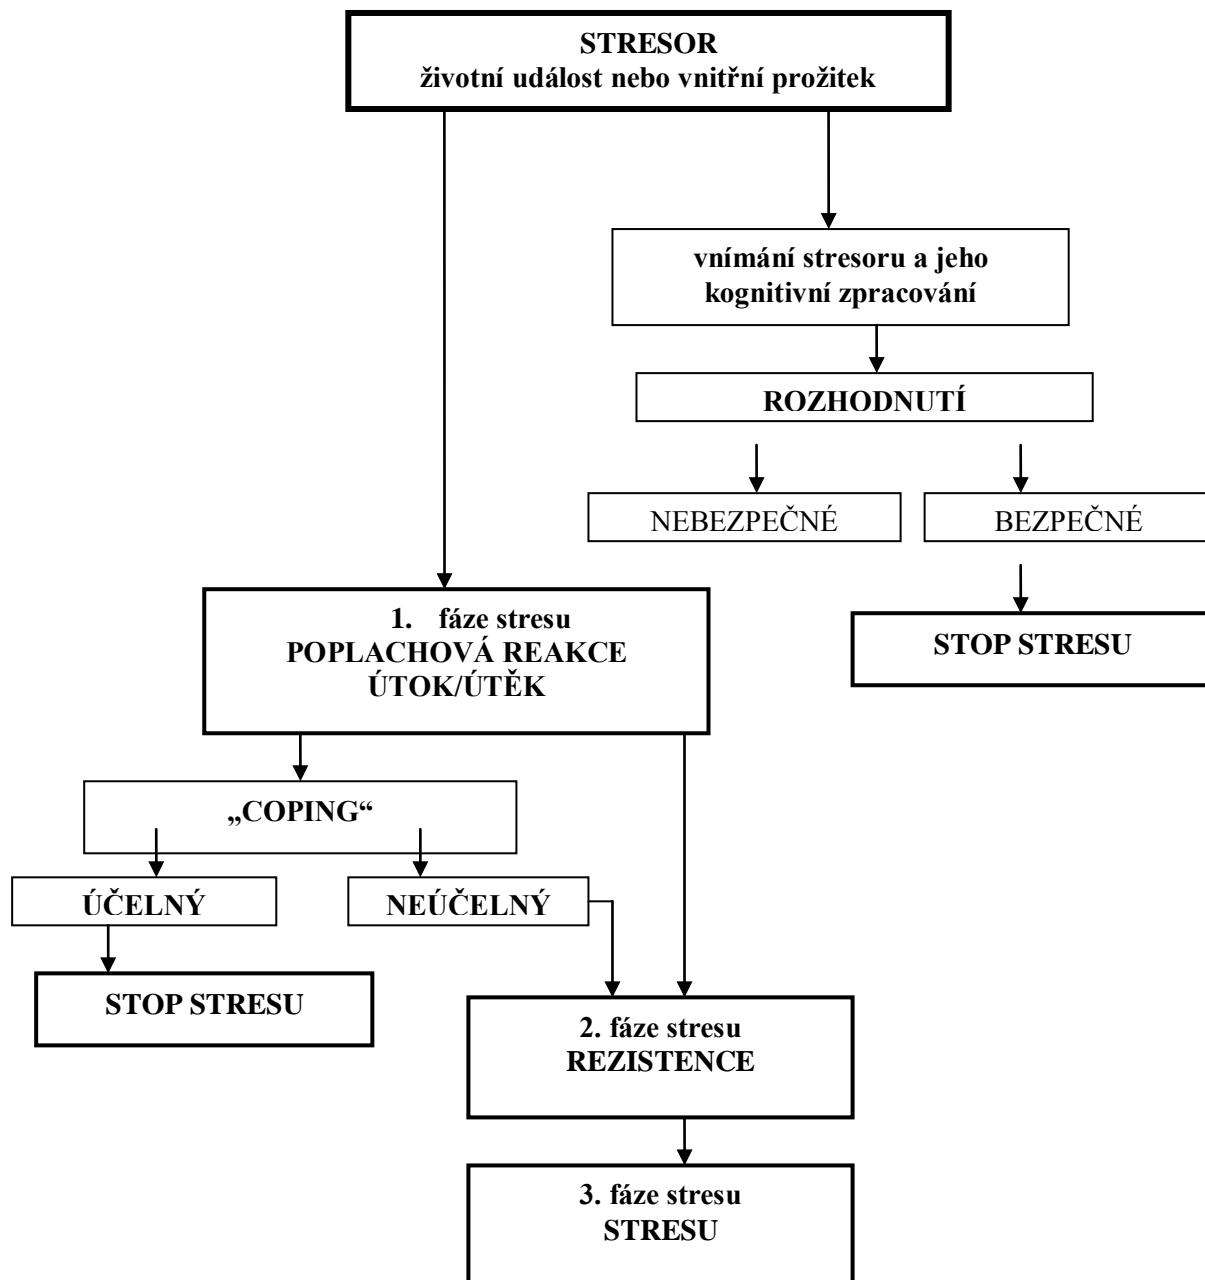 STRESOR
životní událost nebo vnitřní prožitek
vnímání stresoru a jeho
kognitivní zpracování
ROZHODNUTÍ
NEBEZPEČNÉ
BEZPEČNÉ
1. fáze stresu
POPLACHOVÁ REAKCE
ÚTOK/ÚTĚK
STOP STRESU
„COPING“
ÚČELNÝ
NEÚČELNÝ
STOP STRESU
2. fáze stresu
REZISTENCE
3. fáze stresu
STRESU